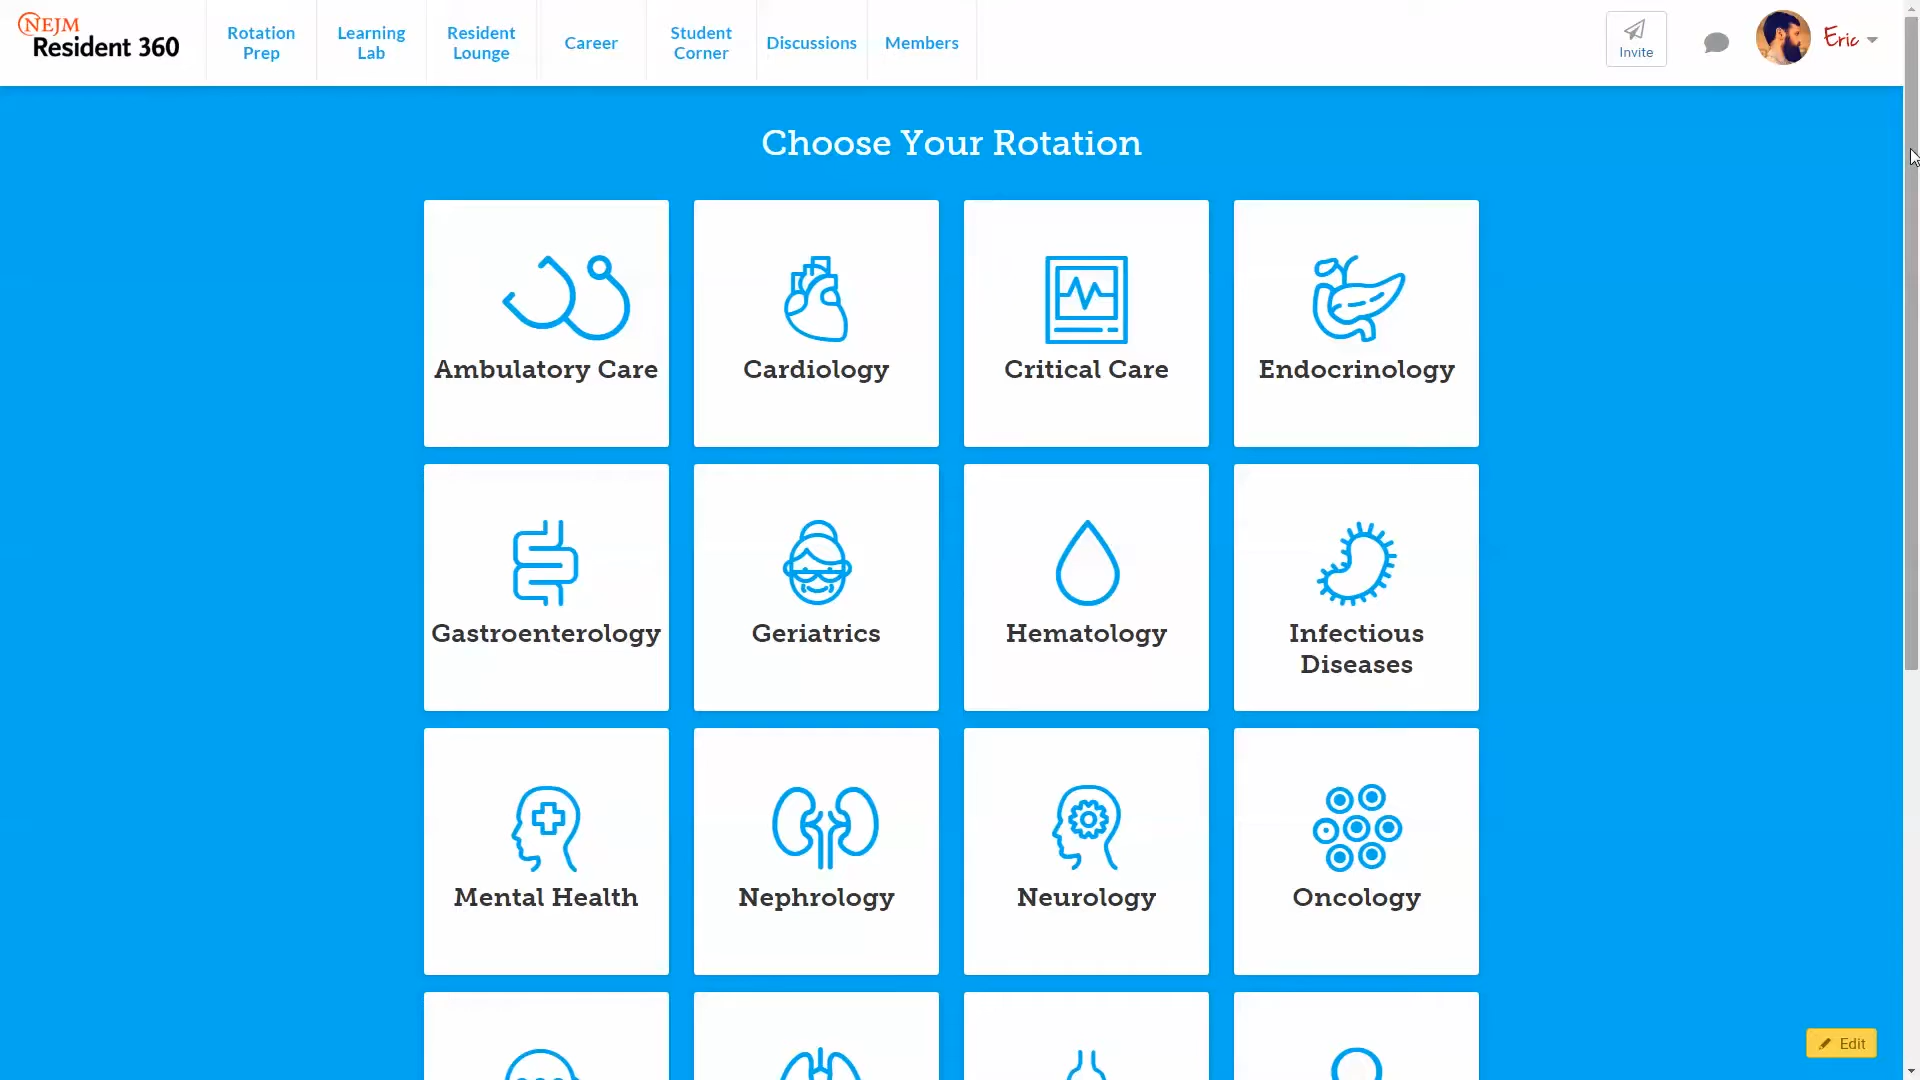 NEJM
Resident 360
Rotation
Prep
Learning
Lab
Resident
Lounge
Career
Student
Corner
Discussions
Members
Invite
Eric
Choose Your Rotation
Ambulatory Care
Cardiology
Critical Care
Endocrinology
Gastroenterology
Geriatrics
Hematology
Infectious
Diseases
Mental Health
Nephrology
Neurology
Oncology
Edit